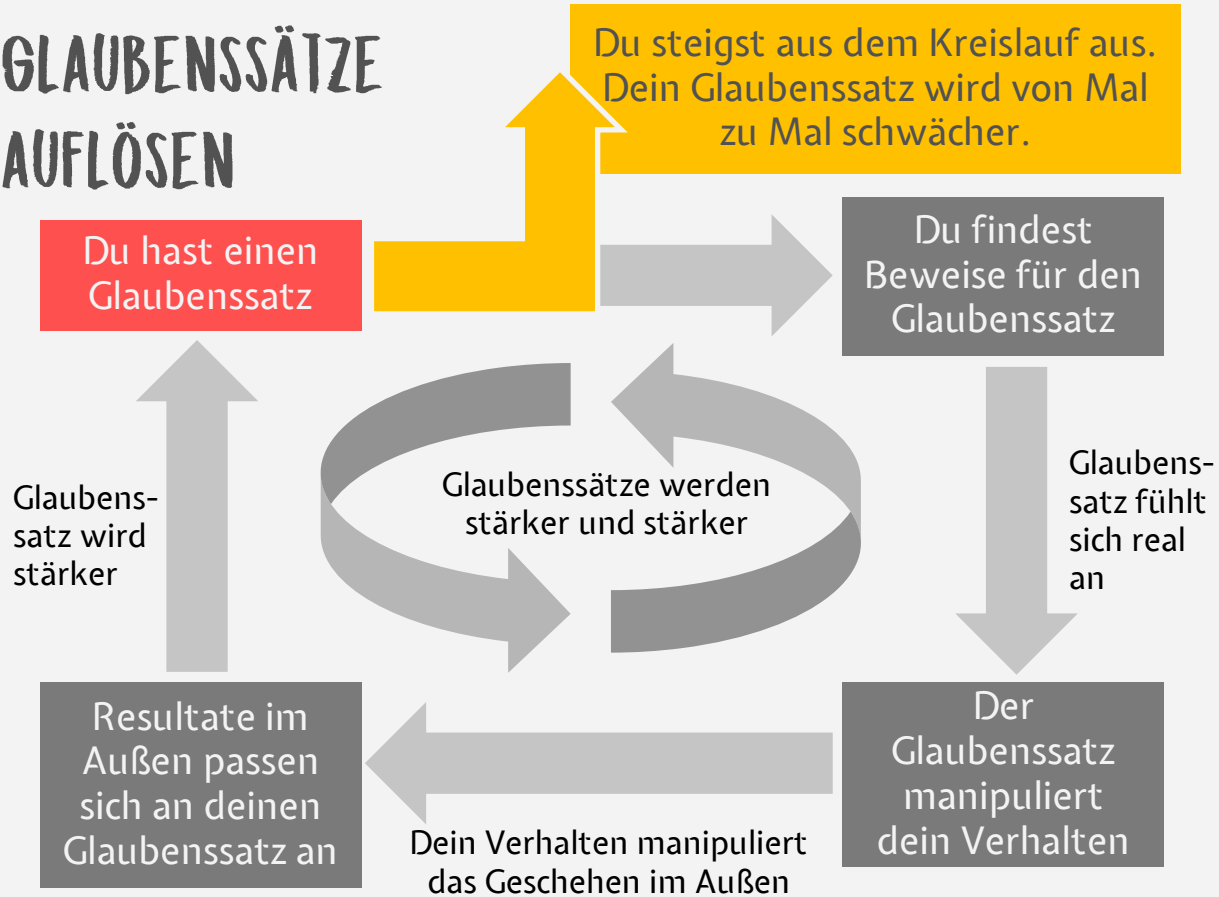 GLAUBENSSÄTZE
AUFLÖSEN
Du steigst aus dem Kreislauf aus.
Dein Glaubenssatz wird von Mal
zu Mal schwächer.
Du hast einen
Glaubenssatz
Du findest
Beweise für den
Glaubenssatz
Glaubens-
satz fühlt
sich real
an
Der
Glaubenssatz
manipuliert
dein Verhalten
Dein Verhalten manipuliert
das Geschehen im Außen
Resultate im
Außen passen
sich an deinen
Glaubenssatz an
Glaubens-
satz wird
stärker
Glaubenssätze werden
stärker und stärker